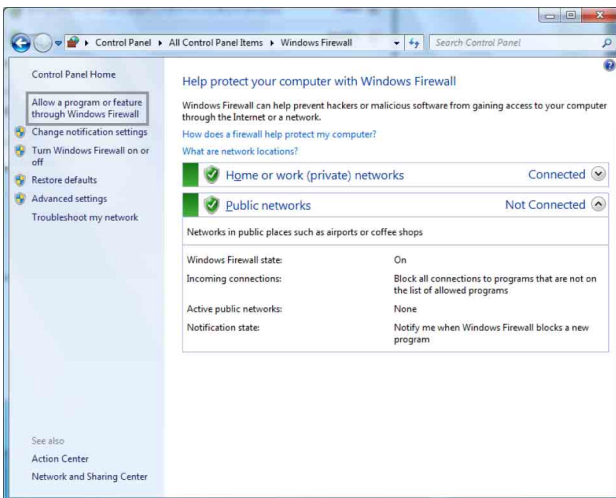 Control Panel
All Control Panel Items
Windows Firewall
Search Control Panel
Control Panel Home
Allow a program or feature
through Windows Firewall
Change notification settings
Turn Windows Firewall on or
off
Restore defaults
Advanced settings
Troubleshoot my network
See also
Action Center
Network and Sharing Center
Help protect your computer with Windows Firewall
Windows Firewall can help prevent hackers or malicious software from gaining access to your computer
through the Internet or a network.
How does a firewall help protect my computer?
What are network locations?
Home or work (private) networks
Connected
Public networks
Not Connected
Networks in public places such as airports or coffee shops
Windows Firewall state:
On
Incoming connections:
Block all connections to programs that are not on
the list of allowed programs
Active public networks:
None
Notification state:
Notify me when Windows Firewall blocks a new
program